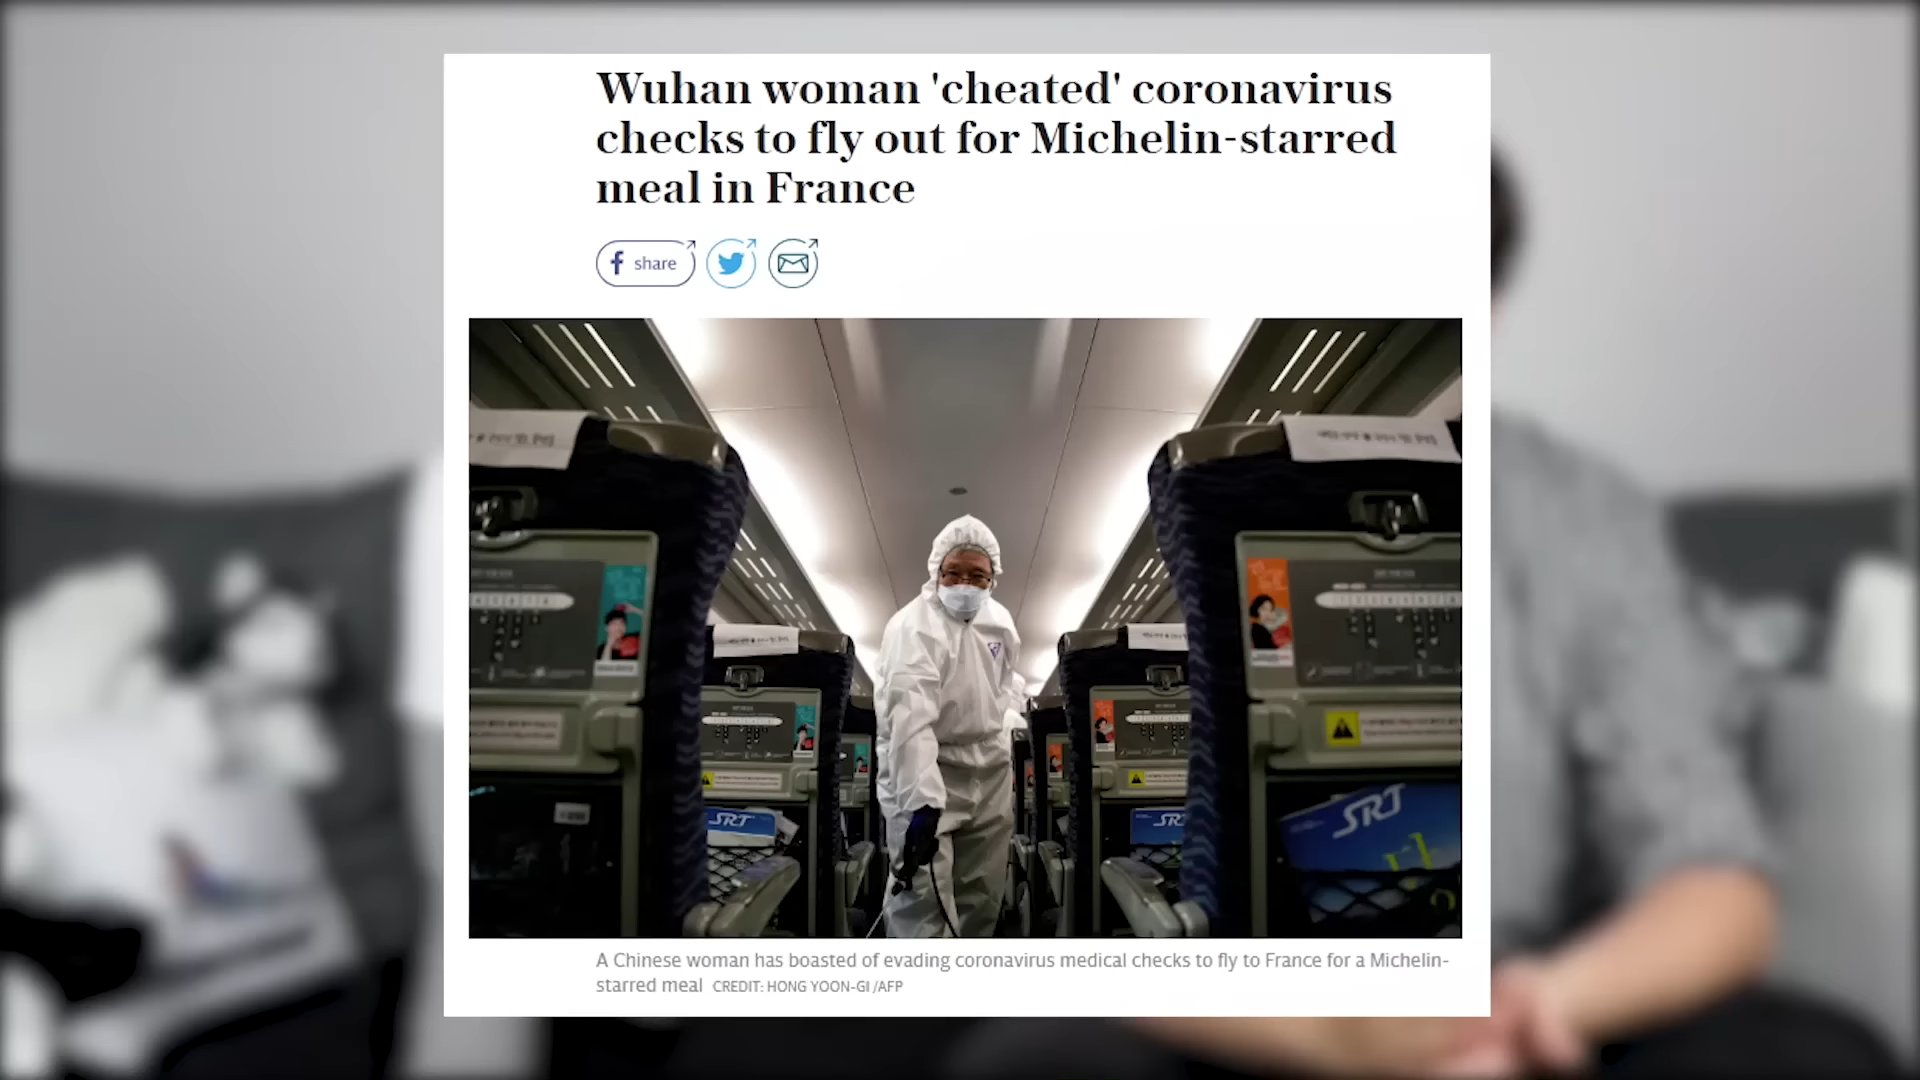 Wuhan woman 'cheated' coronavirus
checks to fly out for Michelin-starred
meal in France
share
SRT
SRT
SRT
A Chinese woman has boasted of evading coronavirus medical checks to fly to France for a Michelin-
starred meal CREDIT: HONG YOON-GI /AFP